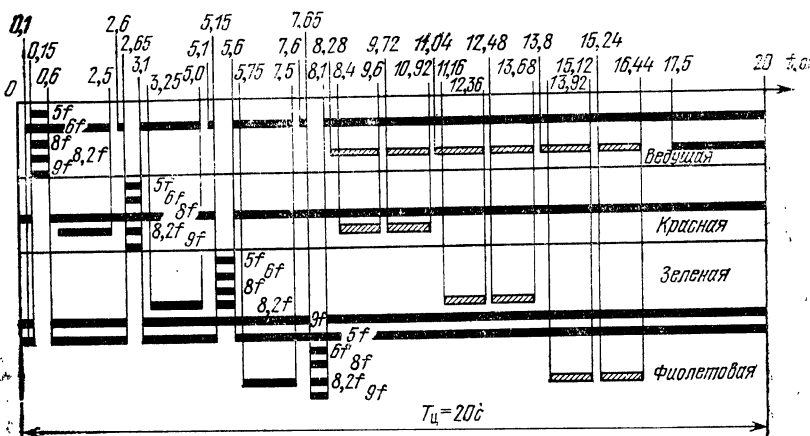 0,1 2,6 5,15 7,65
0,15 2,65 5,1 5,6 7,6 8,28 9,72 11,04 12,48 13,8 15,24
0 0,6 2,5 3,1 3,25 5,0 5,75 7,5 8,1 8,4 9,6 10,92 11,16 12,36 13,68 13,92 15,12 16,44 17,5 20 t,c
5f
6f
8f
8,2f
9f
Ведущая
5f
6f
8f
8,2f 9f
Красная
5f
6f
8f
8,2f
Зеленая
9f
5f
6f
8f
8,2f 9f
Фиолетовая
Тц=20с